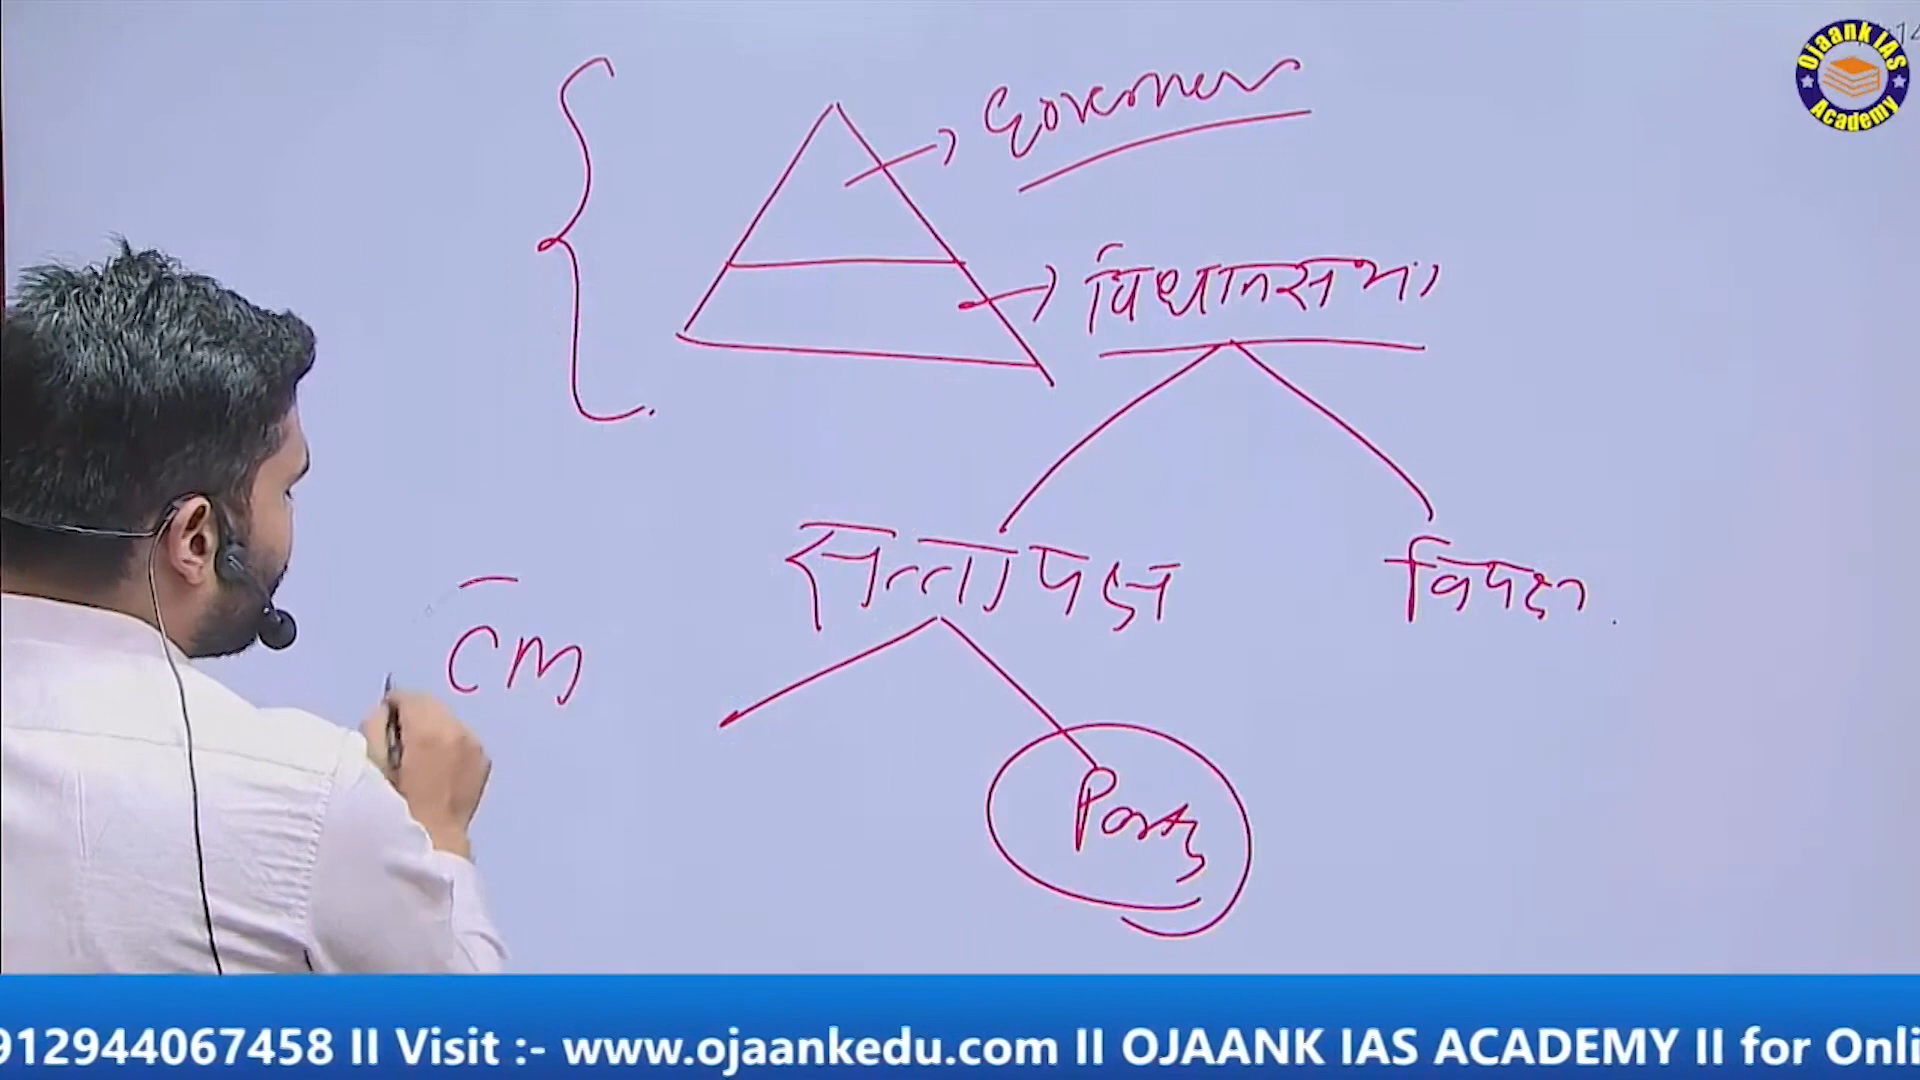 Ojaank IAS
Academy
Governer
विधानसभा
सत्तापक्ष
विपक्ष
CM
Party
912944067458 II Visit :- www.ojaankedu.com II OJAANK IAS ACADEMY II for Onli